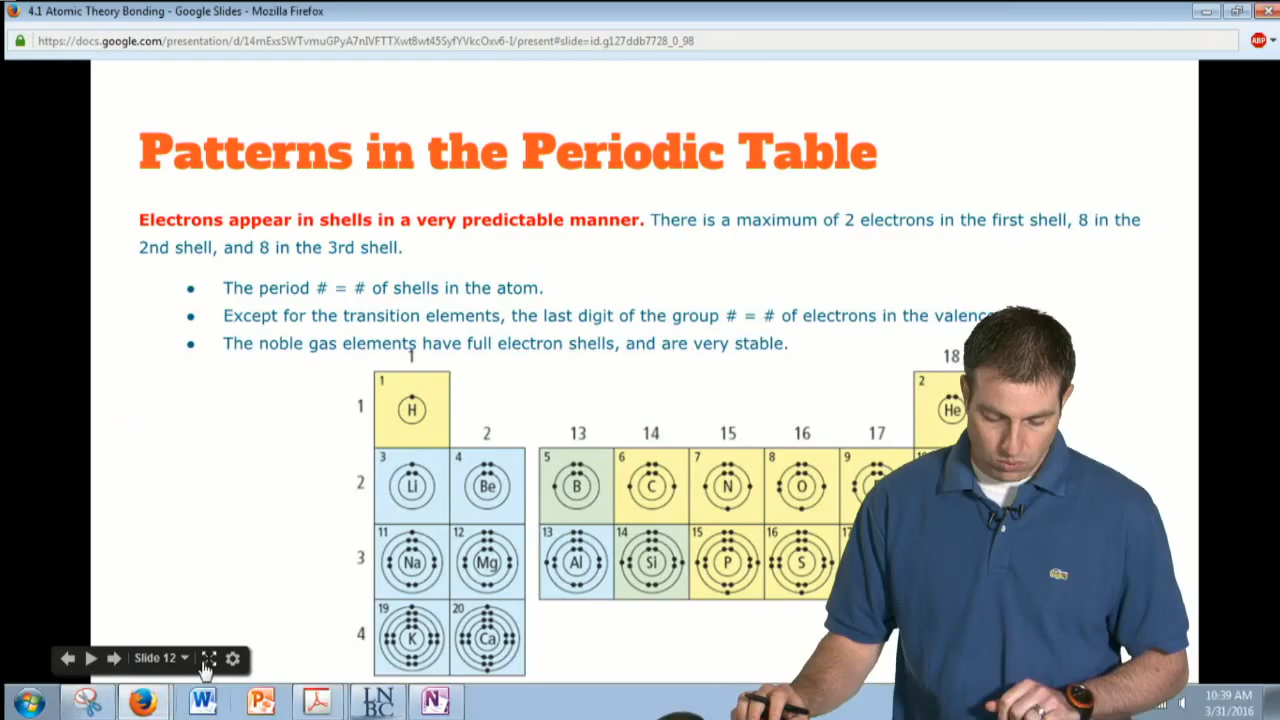 4.1 Atomic Theory Bonding - Google Slides - Mozilla Firefox
https://docs.google.com/presentation/d/14mExsSWTvmuGPyA7nIVFTTXwt8wt45SyfYVkcOxv6-I/present#slide=id.g127ddb7728_0_98
ABP
Patterns in the Periodic Table
Electrons appear in shells in a very predictable manner. There is a maximum of 2 electrons in the first shell, 8 in the
2nd shell, and 8 in the 3rd shell.
• The period # = # of shells in the atom.
• Except for the transition elements, the last digit of the group # = # of electrons in the
• The noble gas elements have full electron shells, and are very stable.
1 18
1 2
1 H He
2 13 14 15 16 17
3 4 5 6 7 8 9
2 Li Be B C N O
11 12 13 14 15 16 17
3 Na Mg Al Si P S
19 20
4 K Ca
Slide 12
W P LN BC N
10:39 AM
3/31/2016